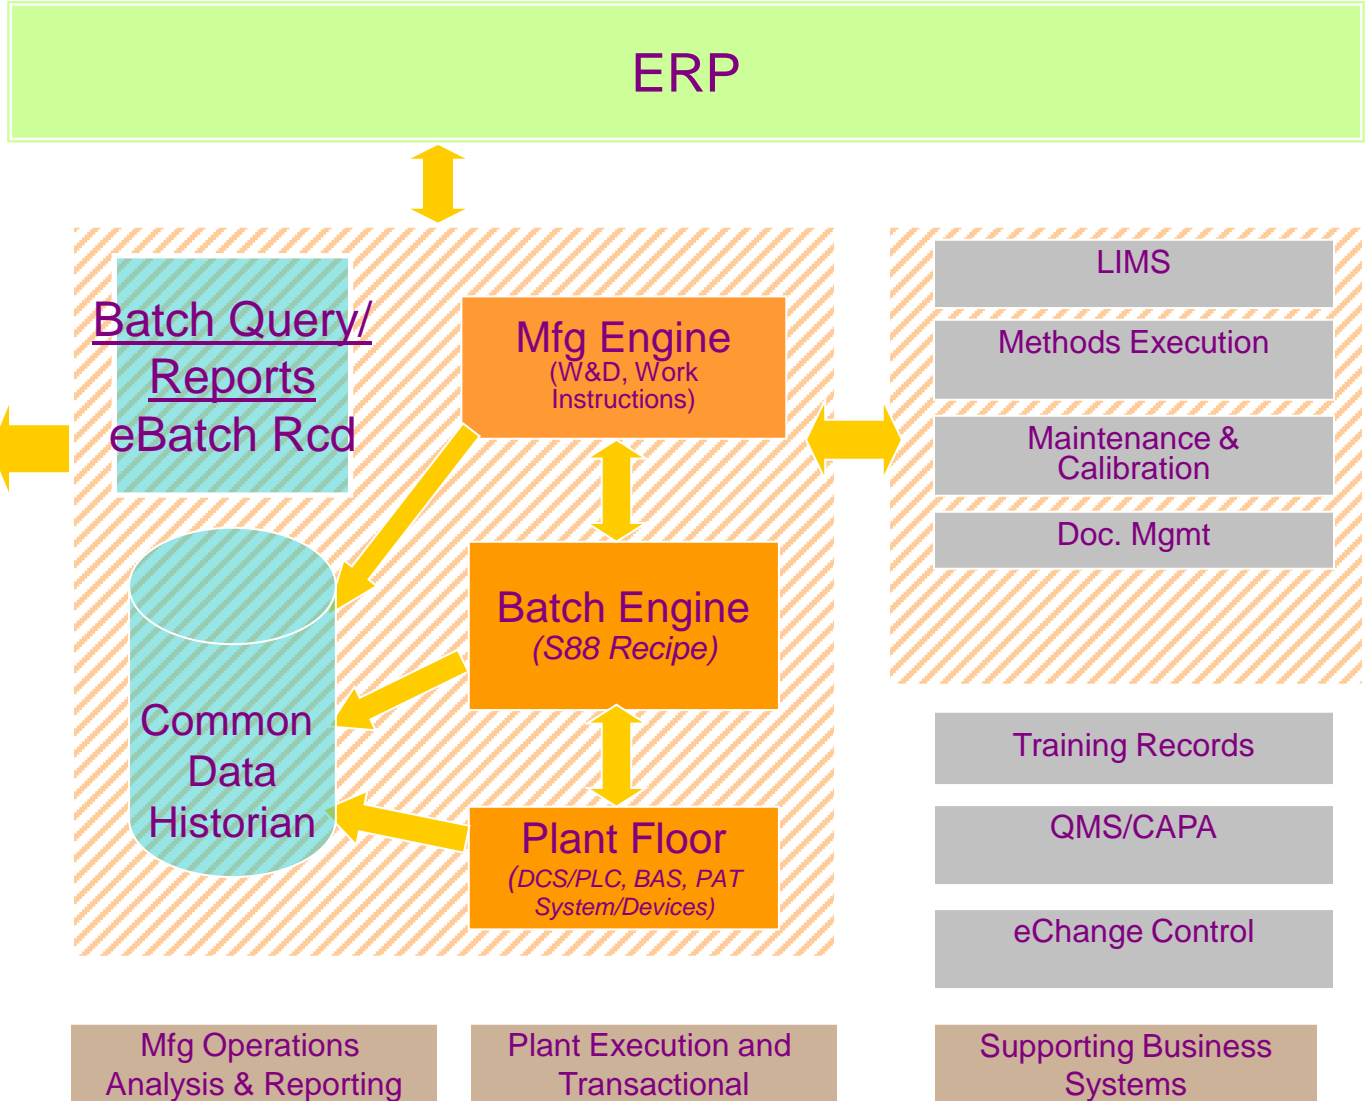 ERP
Batch Query/
Reports
eBatch Rcd
Mfg Engine
(W&D, Work
Instructions)
Batch Engine
(S88 Recipe)
Plant Floor
(DCS/PLC, BAS, PAT
System/Devices)
Common
Data
Historian
LIMS
Methods Execution
Maintenance &
Calibration
Doc. Mgmt
Training Records
QMS/CAPA
eChange Control
Mfg Operations
Analysis & Reporting
Plant Execution and
Transactional
Supporting Business
Systems